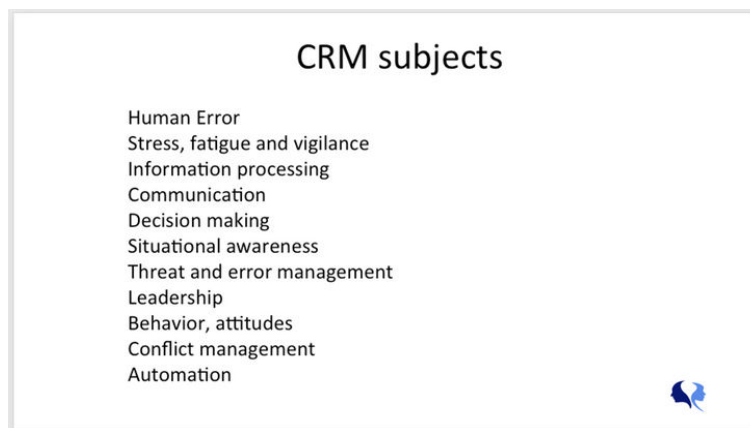 CRM subjects
Human Error
Stress, fatigue and vigilance
Information processing
Communication
Decision making
Situational awareness
Threat and error management
Leadership
Behavior, attitudes
Conflict management
Automation